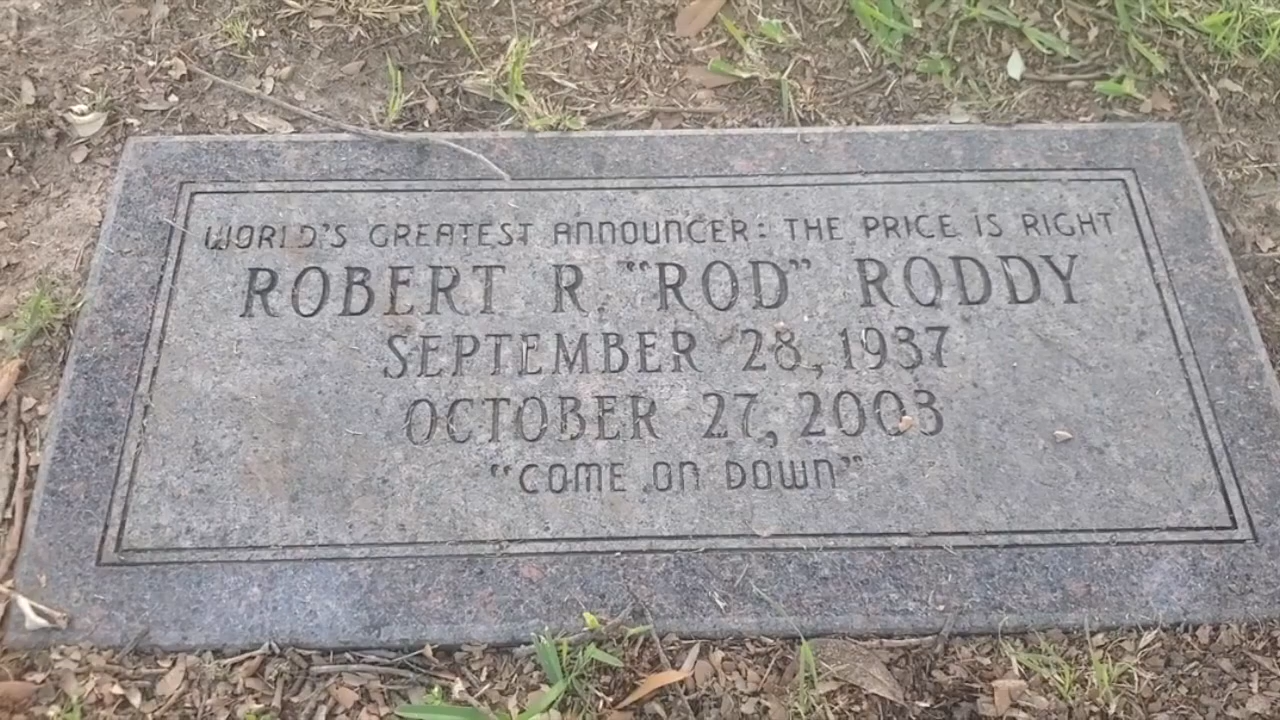 WORLD'S GREATEST ANNOUNCER: THE PRICE IS RIGHT
ROBERT R. "ROD" RODDY
SEPTEMBER 28, 1937
OCTOBER 27, 2003
"COME ON DOWN"